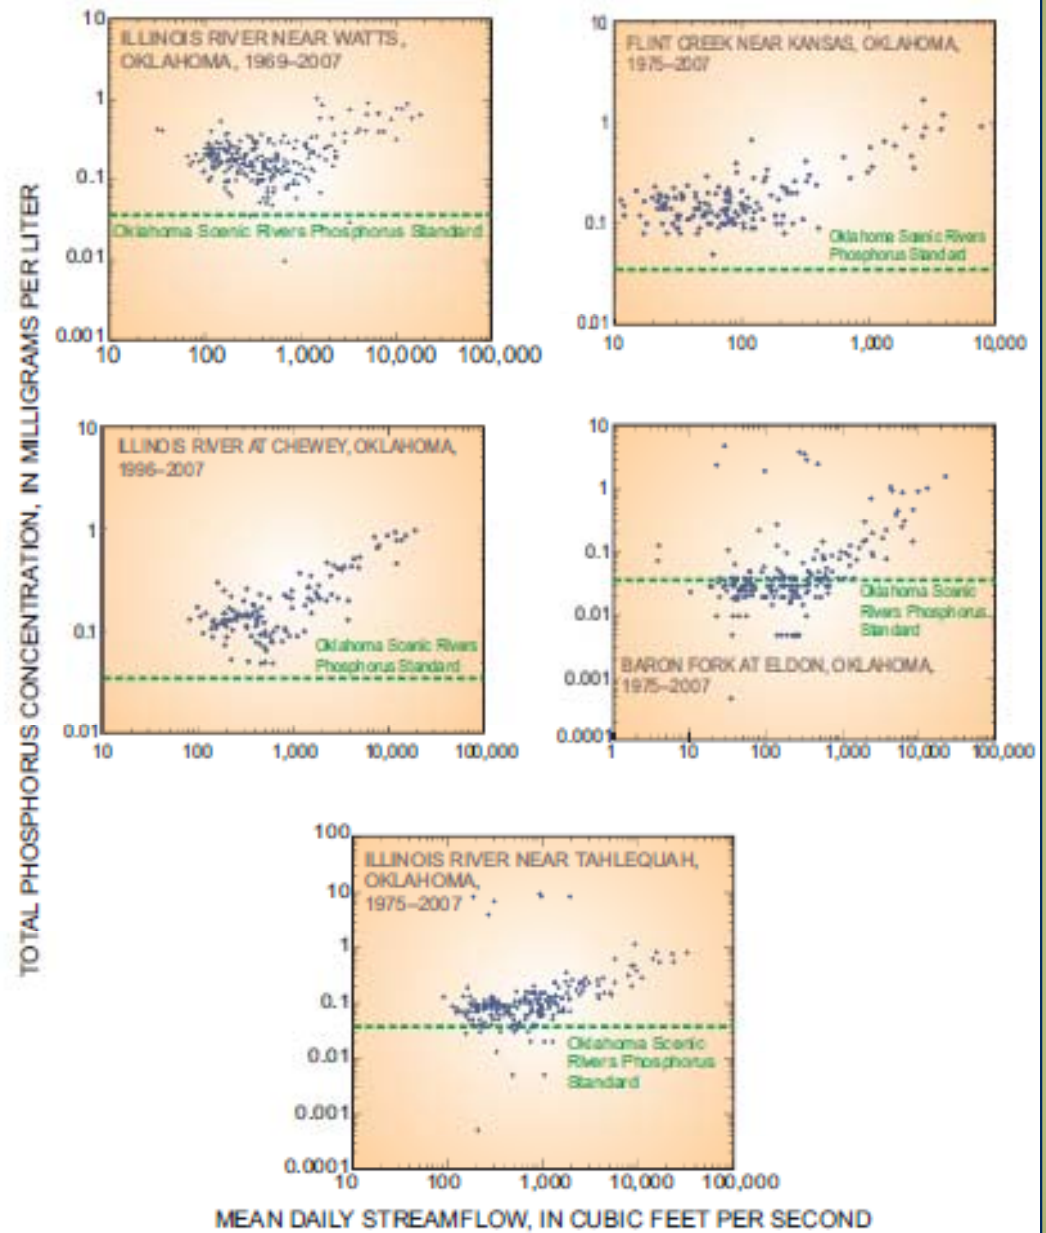 TOTAL PHOSPHORUS CONCENTRATION, IN MILLIGRAMS PER LITER
ILLINOIS RIVER NEAR WATTS,
OKLAHOMA, 1969–2007
10
1
0.1
0.01
0.001
Oklahoma Scenic Rivers Phosphorus Standard
10
100
1,000
10,000
100,000
FLINT CREEK NEAR KANSAS, OKLAHOMA,
1975–2007
10
1
0.1
0.01
Oklahoma Scenic Rivers
Phosphorus Standard
10
100
1,000
10,000
ILLINOIS RIVER AT CHEWEY, OKLAHOMA,
1996–2007
10
1
0.1
0.01
Oklahoma Scenic Rivers
Phosphorus Standard
10
100
1,000
10,000
100,000
10
1
0.1
0.01
0.001
0.0001
Oklahoma Scenic
Rivers Phosphorus
Standard
BARON FORK AT ELDON, OKLAHOMA,
1975–2007
1
10
100
1,000
10,000
100,000
ILLINOIS RIVER NEAR TAHLEQUAH,
OKLAHOMA,
1975–2007
100
10
1
0.1
0.01
0.001
0.0001
Oklahoma Scenic
Rivers Phosphorus
Standard
10
100
1,000
10,000
100,000
MEAN DAILY STREAMFLOW, IN CUBIC FEET PER SECOND